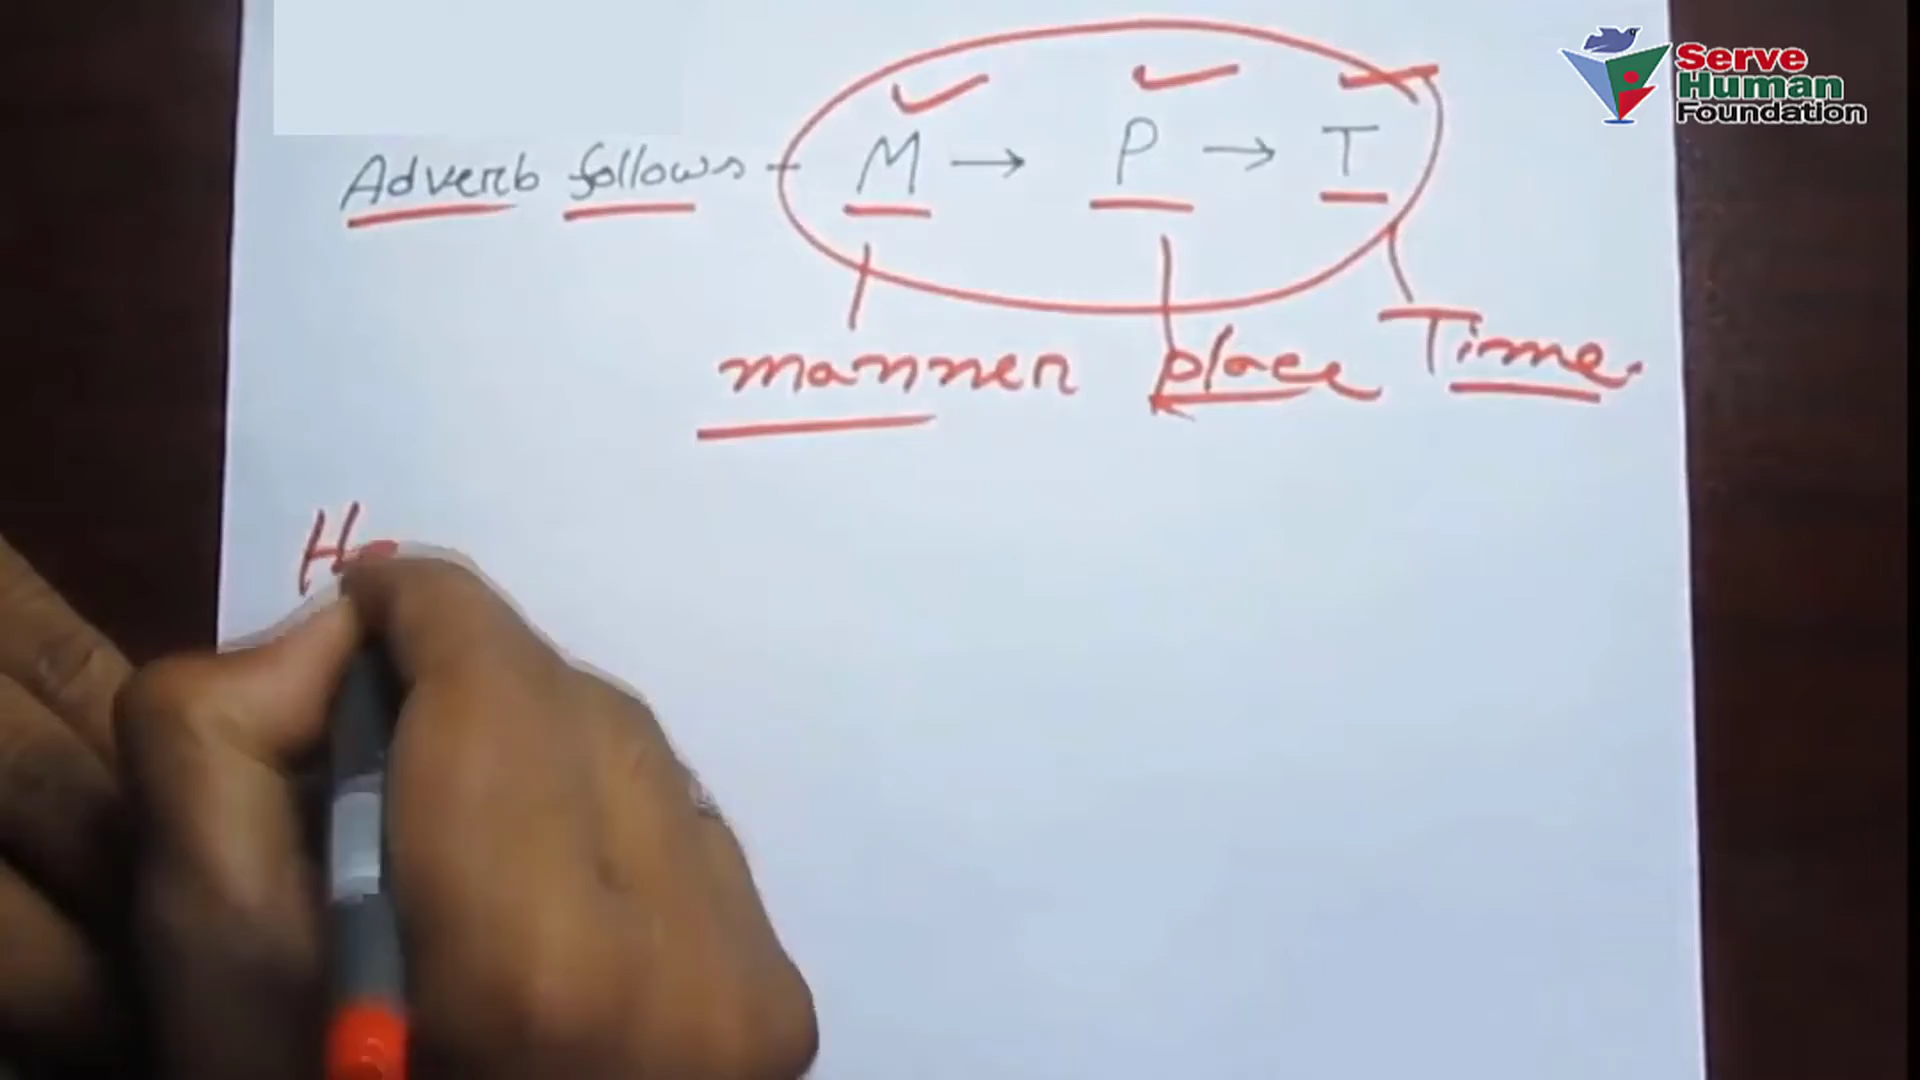 Serve
Human
Foundation
Adverb follows - M → P → T
manner place Time.
H